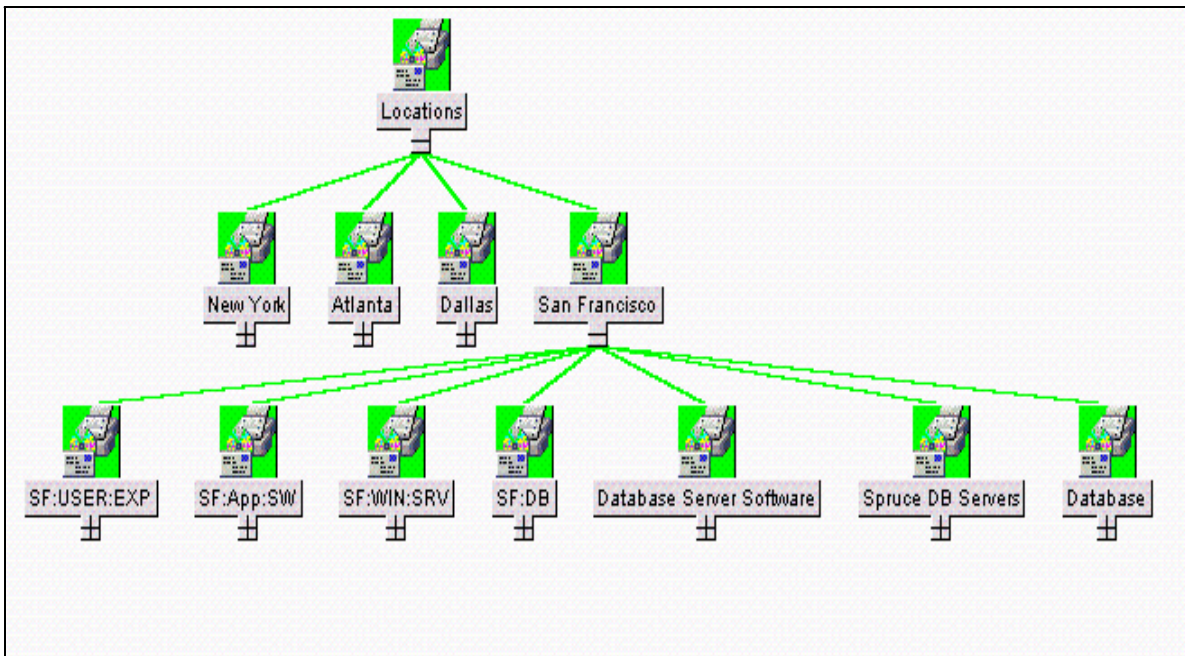 Locations
New York
Atlanta
Dallas
San Francisco
SF:USER:EXP
SF:App:SW
SF:WIN:SRV
SF:DB
Database Server Software
Spruce DB Servers
Database